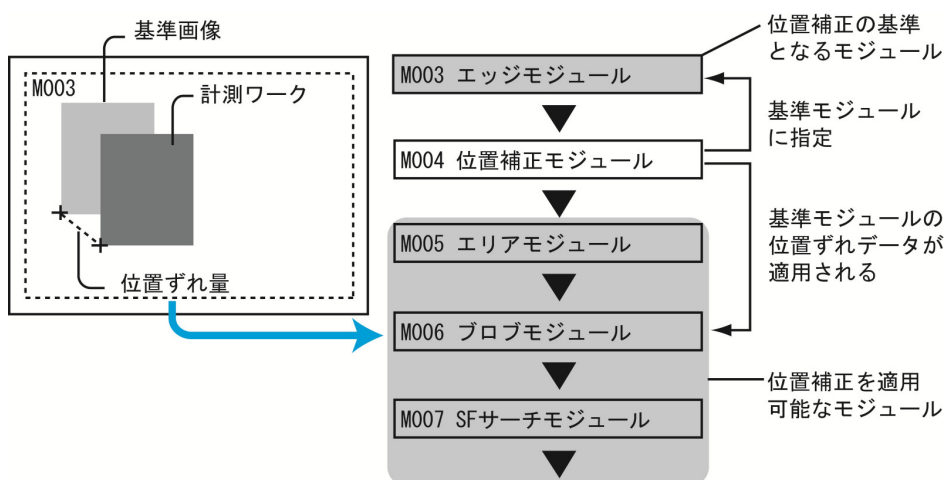 基準画像
M003
計測ワーク
位置ずれ量
位置補正の基準
となるモジュール
M003 エッジモジュール
基準モジュール
に指定
M004 位置補正モジュール
基準モジュールの
位置ずれデータが
適用される
M005 エリアモジュール
M006 ブロブモジュール
位置補正を適用
可能なモジュール
M007 SFサーチモジュール